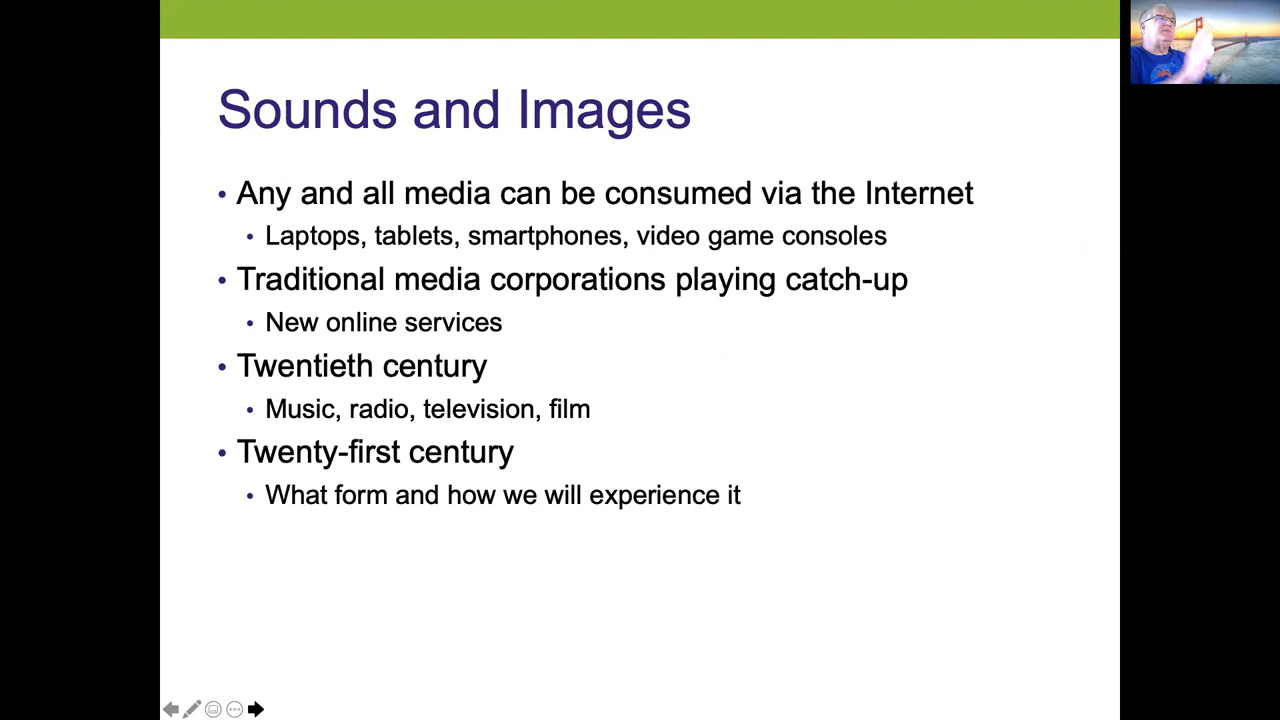 Sounds and Images
• Any and all media can be consumed via the Internet
• Laptops, tablets, smartphones, video game consoles
• Traditional media corporations playing catch-up
• New online services
• Twentieth century
• Music, radio, television, film
• Twenty-first century
• What form and how we will experience it